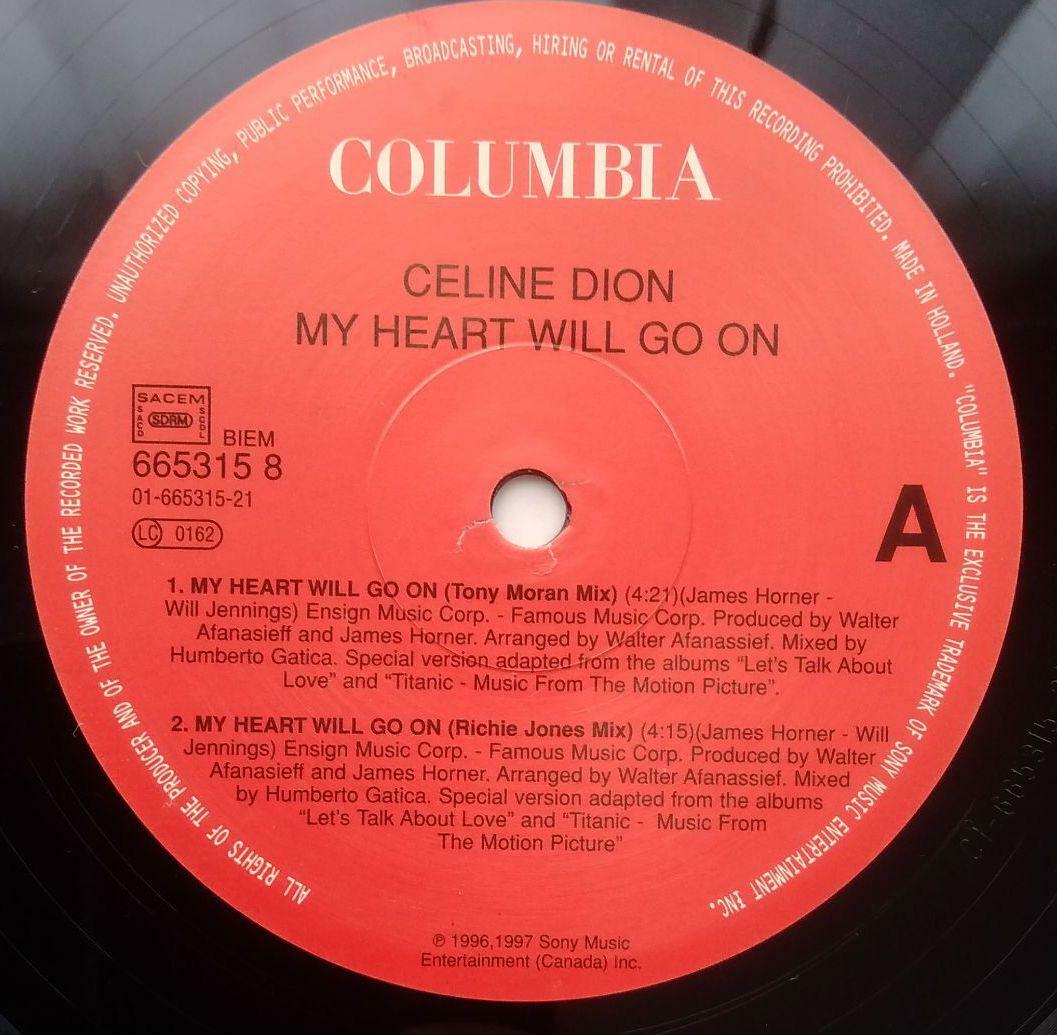 ALL RIGHTS OF THE PRODUCER AND OF THE OWNER OF THE RECORDED WORK RESERVED. UNAUTHORIZED COPYING, PUBLIC PERFORMANCE, BROADCASTING, HIRING OR RENTAL OF THIS RECORDING PROHIBITED. MADE IN HOLLAND. "COLUMBIA" IS THE EXCLUSIVE TRADEMARK OF SONY MUSIC ENTERTAINMENT INC.
COLUMBIA
CELINE DION
MY HEART WILL GO ON
SACEM
SACD SDRM SGDL
BIEM
665315 8
01-665315-21
LC 0162
A
1. MY HEART WILL GO ON (Tony Moran Mix) (4:21)(James Horner -
Will Jennings) Ensign Music Corp. - Famous Music Corp. Produced by Walter
Afanasieff and James Horner. Arranged by Walter Afanassief. Mixed by
Humberto Gatica. Special version adapted from the albums “Let's Talk About
Love” and “Titanic - Music From The Motion Picture”.
2. MY HEART WILL GO ON (Richie Jones Mix) (4:15)(James Horner - Will
Jennings) Ensign Music Corp. - Famous Music Corp. Produced by Walter
Afanasieff and James Horner. Arranged by Walter Afanassief. Mixed
by Humberto Gatica. Special version adapted from the albums
“Let's Talk About Love” and “Titanic - Music From
The Motion Picture”
℗ 1996,1997 Sony Music
Entertainment (Canada) Inc.